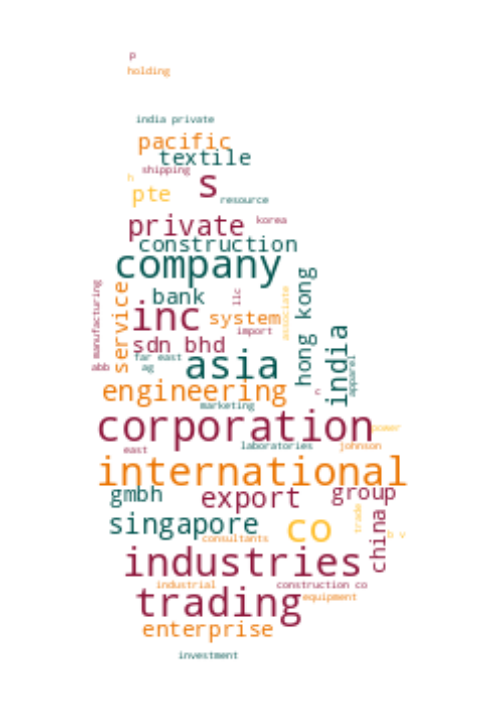 p
holding
india private
pacific
textile
shipping
h
s
pte
resource
private
korea
construction
company
hong kong
service
manufacturing
bank
llc
associate
inc
system
import
india
sdn bhd
far east
asia
abb
ag
apparel
engineering
c
marketing
corporation
power
east
laboratories
johnson
international
gmbh
export
group
singapore
co
trade
china
b v
consultants
industries
industrial
construction co
trading
equipment
enterprise
investment